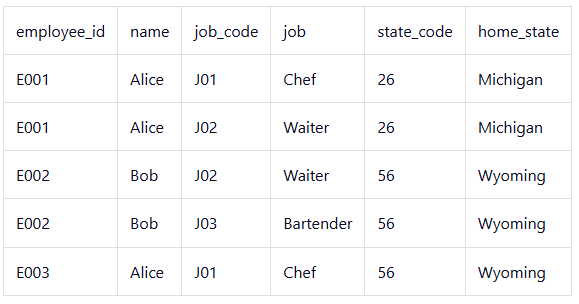 employee_id name job_code job state_code home_state
E001 Alice J01 Chef 26 Michigan
E001 Alice J02 Waiter 26 Michigan
E002 Bob J02 Waiter 56 Wyoming
E002 Bob J03 Bartender 56 Wyoming
E003 Alice J01 Chef 56 Wyoming